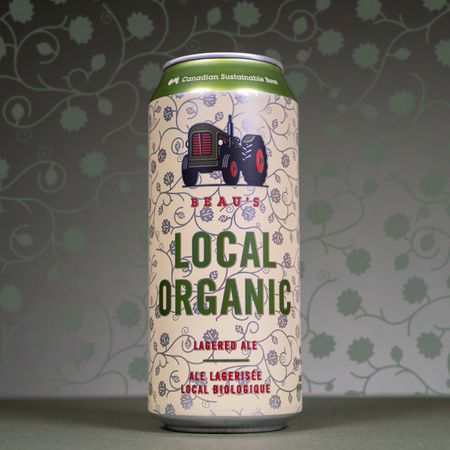 Canadian Sustainable Beer
BEAU'S
LOCAL
ORGANIC
LAGERED ALE
ALE LAGERISÉE
LOCAL BIOLOGIQUE